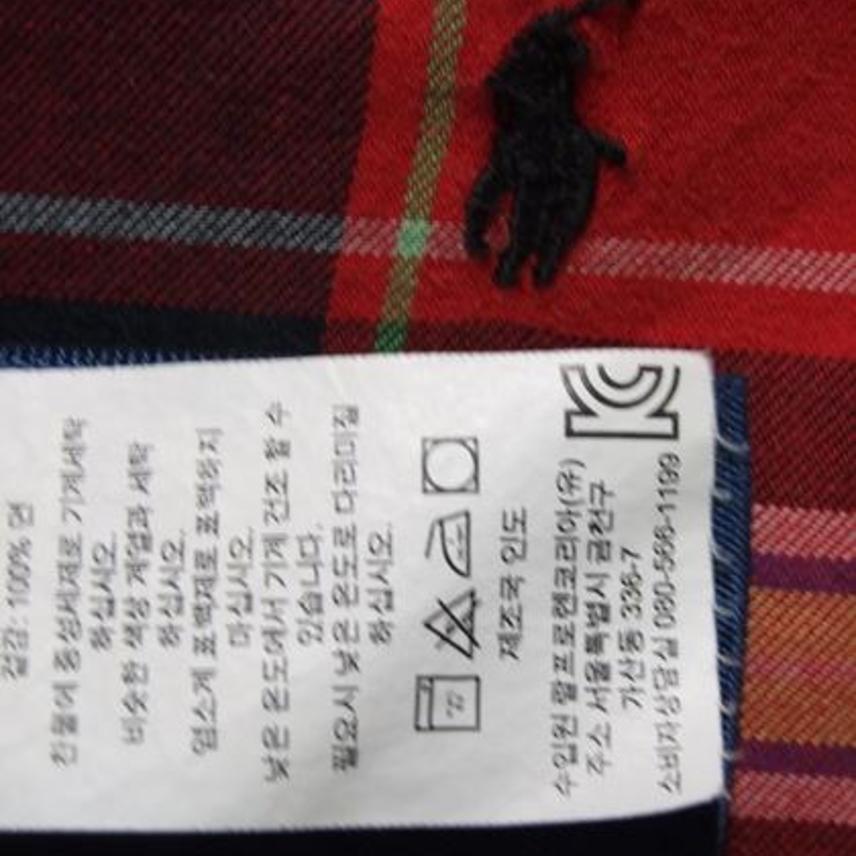 겉감: 100% 면
찬물에 중성세제로 기계세탁
하십시오.
비슷한 색상 계열과 세탁
하십시오.
염소계 표백제로 표백하지
마십시오.
낮은 온도에서 기계 건조 할 수
있습니다.
필요시 낮은 온도로 다리미질
하십시오.
제조국 인도
수입원 랄프로렌코리아(유)
주소 서울특별시 금천구
가산동 336-7
소비자상담실 080-566-1199